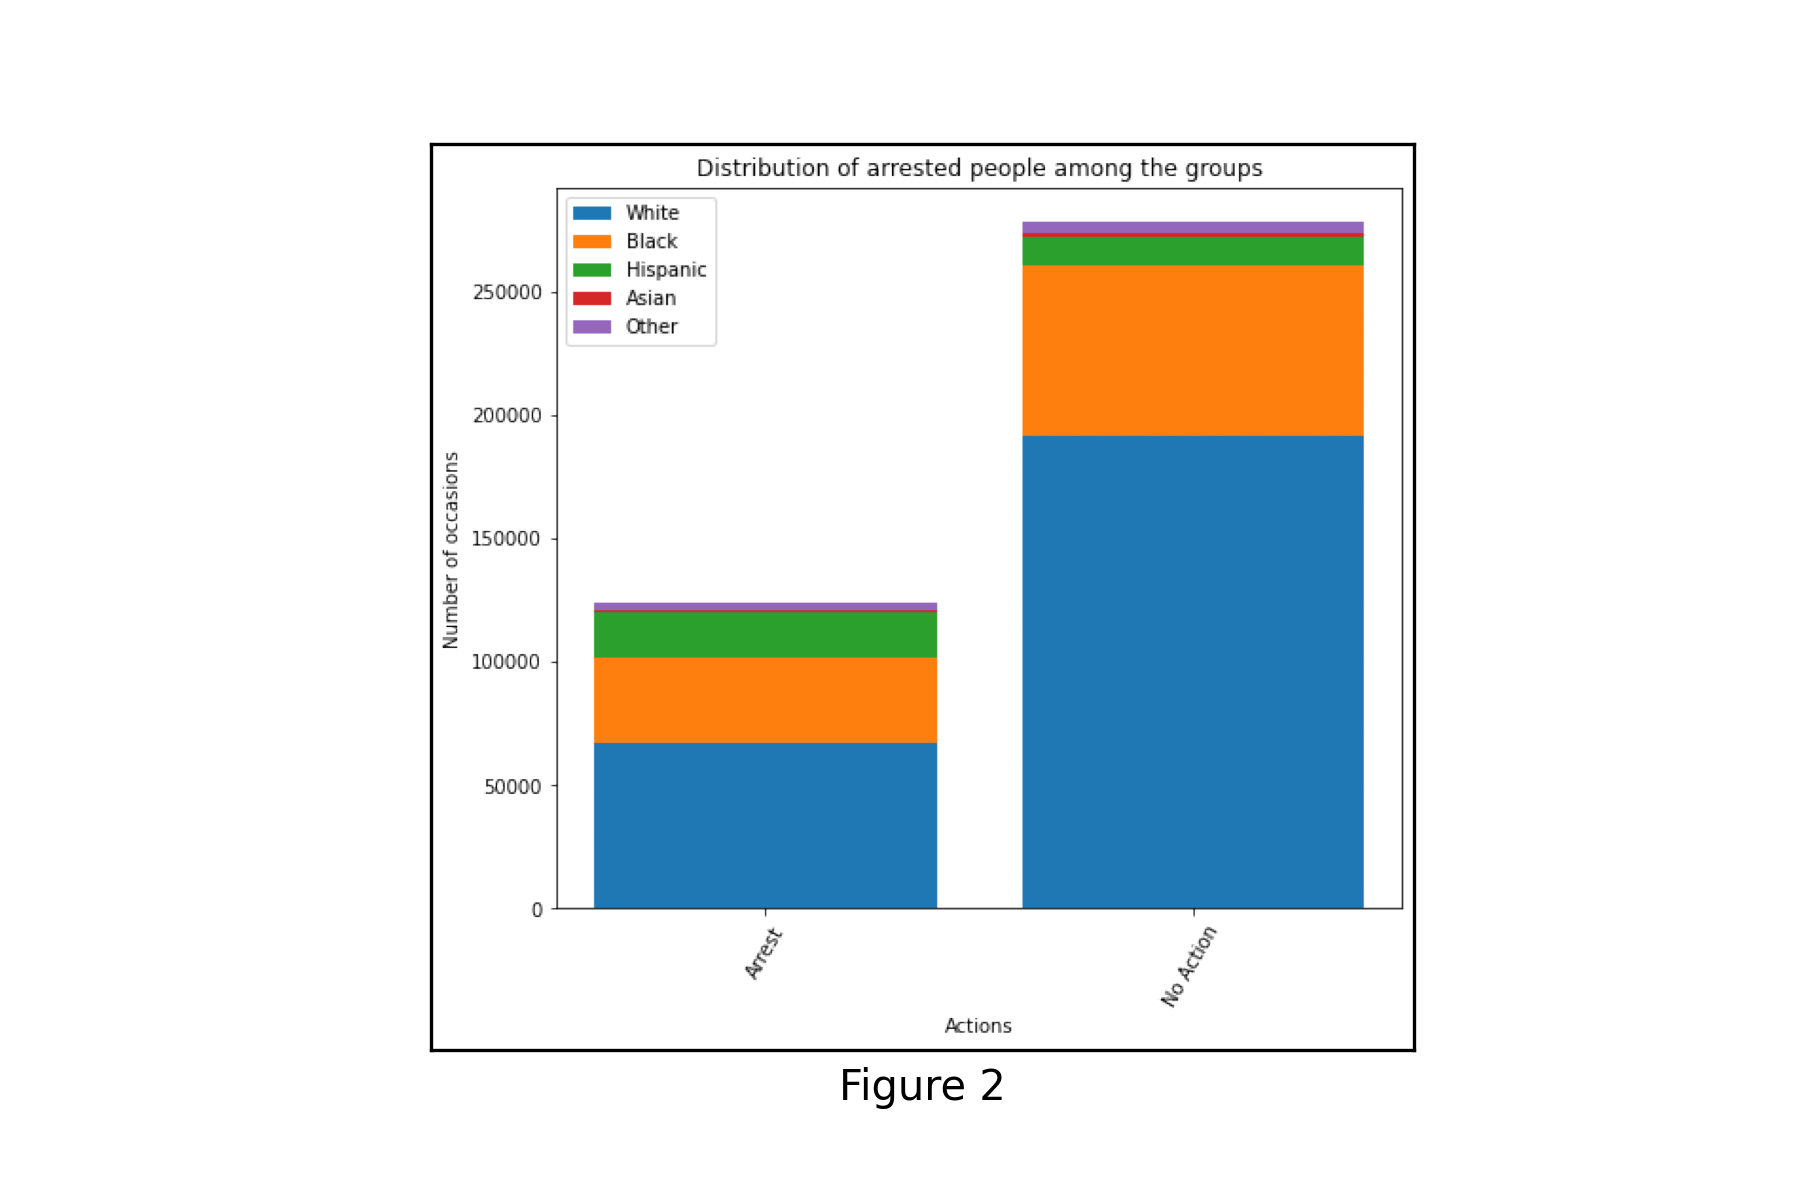 Distribution of arrested people among the groups
White
Black
Hispanic
Asian
Other
250000
200000
150000
100000
50000
0
Number of occasions
Arrest
No Action
Actions
Figure 2